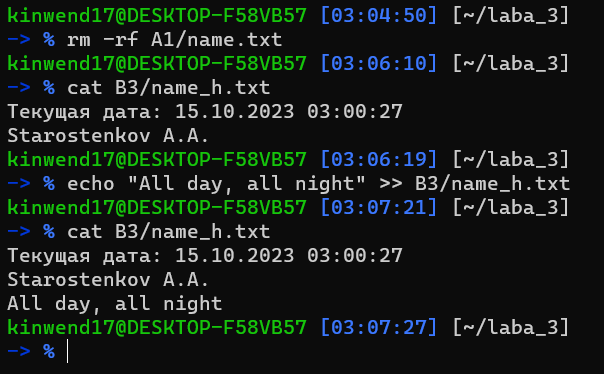 kinwend17@DESKTOP-F58VB57 [03:04:50] [~/laba_3]
-> % rm -rf A1/name.txt
kinwend17@DESKTOP-F58VB57 [03:06:10] [~/laba_3]
-> % cat B3/name_h.txt
Текущая дата: 15.10.2023 03:00:27
Starostenkov A.A.
kinwend17@DESKTOP-F58VB57 [03:06:19] [~/laba_3]
-> % echo "All day, all night" >> B3/name_h.txt
kinwend17@DESKTOP-F58VB57 [03:07:21] [~/laba_3]
-> % cat B3/name_h.txt
Текущая дата: 15.10.2023 03:00:27
Starostenkov A.A.
All day, all night
kinwend17@DESKTOP-F58VB57 [03:07:27] [~/laba_3]
-> %